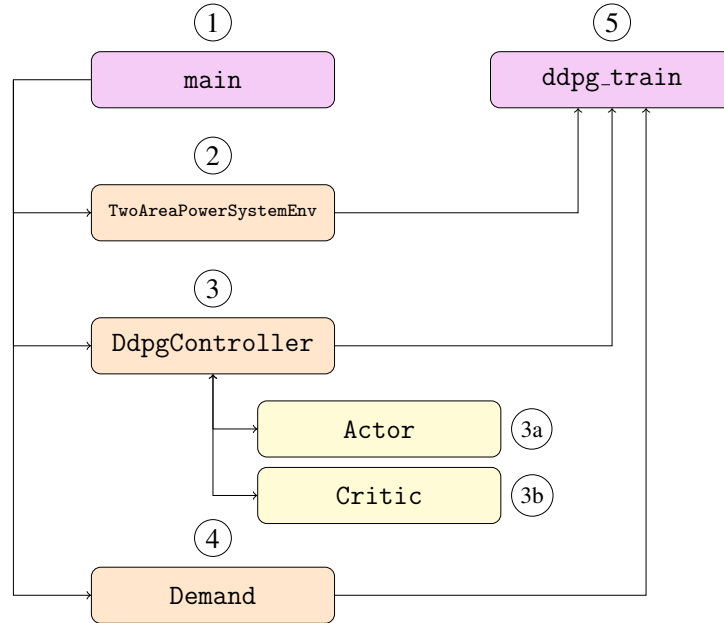 1
5
main
ddpg_train
2
TwoAreaPowerSystemEnv
3
DdpgController
Actor
3a
Critic
3b
4
Demand